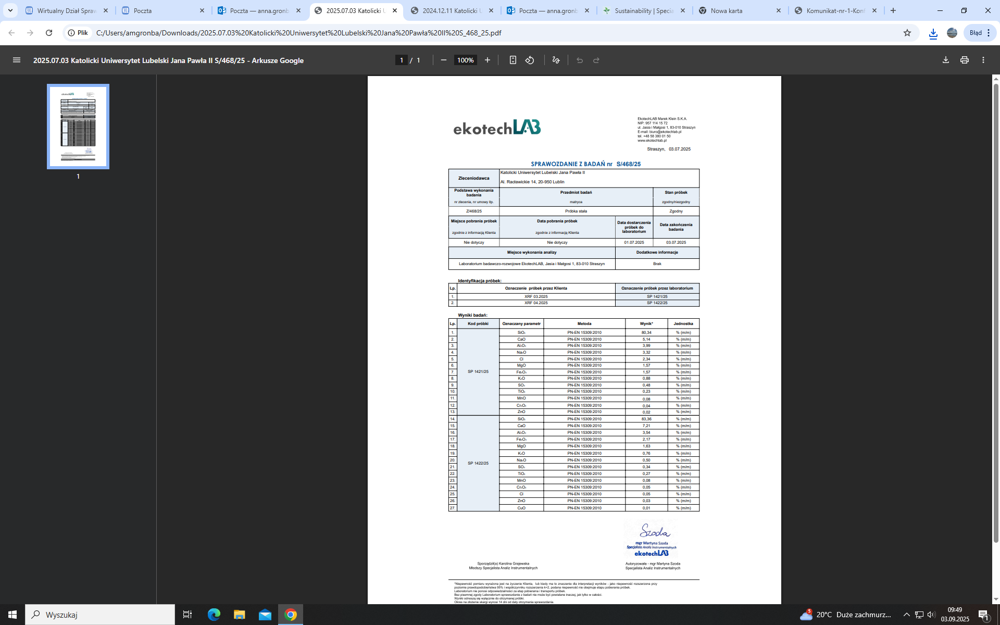 Wirtualny Dział Spraw
Poczta
Poczta — anna.gronb
2025.07.03 Katolicki U
2024.12.11 Katolicki U
Poczta — anna.gronb
Sustainability | Specia
Nowa karta
Komunikat-nr-1-Konf
Plik
C:/Users/amgronba/Downloads/2025.07.03%20Katolicki%20Uniwersytet%20Lubelski%20Jana%20Pawła%20II%20S_468_25.pdf
Błąd
2025.07.03 Katolicki Uniwersytet Lubelski Jana Pawła II S/468/25 - Arkusze Google
1 / 1
100%
1
ekotechLAB
EkotechLAB Marek Klein S.K.A.
NIP: 957 114 15 72
ul. Jasia i Małgosi 1, 83-010 Straszyn
E-mail: biuro@ekotechlab.pl
tel. +48 58 380 01 50
www.ekotechlab.pl
Straszyn, 03.07.2025
SPRAWOZDANIE Z BADAŃ nr S/468/25
Zleceniodawca
Katolicki Uniwersytet Lubelski Jana Pawła II
Al. Racławickie 14, 20-950 Lublin
Podstawa wykonania badania Przedmiot badań Stan próbek
nr zlecenia, nr umowy itp. matryca zgodny/niezgodny
Z/468/25 Próbka stała Zgodny
Miejsce pobrania próbek Data pobrania próbek Data dostarczenia próbek do laboratorium Data zakończenia badania
zgodnie z informacją Klienta zgodnie z informacją Klienta
Nie dotyczy Nie dotyczy 01.07.2025 03.07.2025
Miejsce wykonania analizy Dodatkowe informacje
Laboratorium badawczo-rozwojowe EkotechLAB, Jasia i Małgosi 1, 83-010 Straszyn Brak
Identyfikacja próbek:
Lp. Oznaczenie próbek przez Klienta Oznaczenie próbek przez laboratorium
1. XRF 03.2025 SP 1421/25
2. XRF 04.2025 SP 1422/25
Wyniki badań:
Lp. Kod próbki Oznaczany parametr Metoda Wynik* Jednostka
1. SiO₂ PN-EN 15309:2010 80,34 % (m/m)
2. CaO PN-EN 15309:2010 5,14 % (m/m)
3. Al₂O₃ PN-EN 15309:2010 3,99 % (m/m)
4. Na₂O PN-EN 15309:2010 3,32 % (m/m)
5. Cl PN-EN 15309:2010 2,34 % (m/m)
6. MgO PN-EN 15309:2010 1,57 % (m/m)
7. SP 1421/25 Fe₂O₃ PN-EN 15309:2010 1,57 % (m/m)
8. K₂O PN-EN 15309:2010 0,88 % (m/m)
9. SO₃ PN-EN 15309:2010 0,48 % (m/m)
10. TiO₂ PN-EN 15309:2010 0,23 % (m/m)
11. MnO PN-EN 15309:2010 0,08 % (m/m)
12. Cr₂O₃ PN-EN 15309:2010 0,04 % (m/m)
13. ZnO PN-EN 15309:2010 0,02 % (m/m)
14. SiO₂ PN-EN 15309:2010 83,36 % (m/m)
15. CaO PN-EN 15309:2010 7,21 % (m/m)
16. Al₂O₃ PN-EN 15309:2010 3,54 % (m/m)
17. Fe₂O₃ PN-EN 15309:2010 2,17 % (m/m)
18. MgO PN-EN 15309:2010 1,63 % (m/m)
19. K₂O PN-EN 15309:2010 0,76 % (m/m)
20. SP 1422/25 Na₂O PN-EN 15309:2010 0,50 % (m/m)
21. SO₃ PN-EN 15309:2010 0,34 % (m/m)
22. TiO₂ PN-EN 15309:2010 0,27 % (m/m)
23. MnO PN-EN 15309:2010 0,08 % (m/m)
24. Cr₂O₃ PN-EN 15309:2010 0,05 % (m/m)
25. Cl PN-EN 15309:2010 0,05 % (m/m)
26. ZnO PN-EN 15309:2010 0,03 % (m/m)
27. CuO PN-EN 15309:2010 0,01 % (m/m)
Szoda
mgr Martyna Szoda
Specjalista Analiz Instrumentalnych
ekotechLAB
Sporządził(a) Karolina Grajewska
Młodszy Specjalista Analiz Instrumentalnych
Autoryzowała - mgr Martyna Szoda
Specjalista Analiz Instrumentalnych
*Niepewność pomiaru wyrażona jest na życzenie Klienta, lub kiedy ma to znaczenie dla interpretacji wyników - jako niepewność rozszerzona przy
poziomie prawdopodobieństwa 95% i współczynniku rozszerzenia k=2, podana niepewność nie obejmuje etapu pobierania próbek.
Laboratorium nie ponosi odpowiedzialności za etap pobierania i transportu próbek.
Bez pisemnej zgody Laboratorium sprawozdanie z badań nie może być powielane inaczej, jak tylko w całości.
Wyniki odnoszą się wyłącznie do otrzymanej próbki.
Okres na złożenie skargi wynosi 14 dni od daty otrzymania sprawozdania.
Wyszukaj
5
20°C Duże zachmurz...
09:49
03.09.2025
1